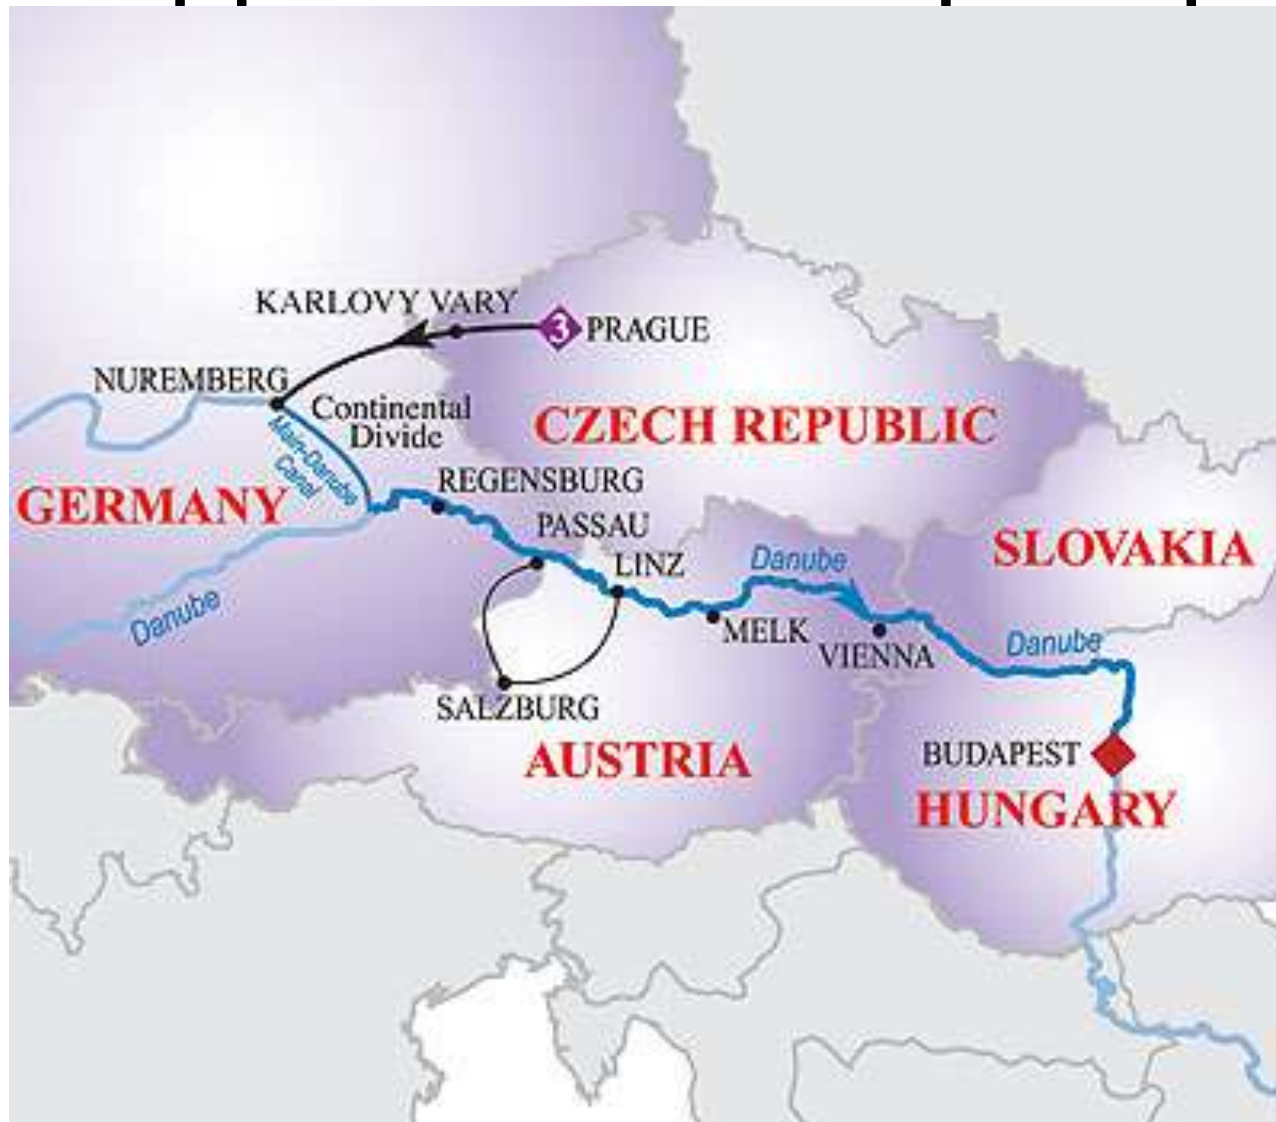 KARLOVY VARY
3 PRAGUE
NUREMBERG
Continental
Divide
CZECH REPUBLIC
Main-Danube
Canal
REGENSBURG
GERMANY
PASSAU
SLOVAKIA
LINZ
Danube
Danube
MELK
VIENNA
Danube
SALZBURG
AUSTRIA
BUDAPEST
HUNGARY